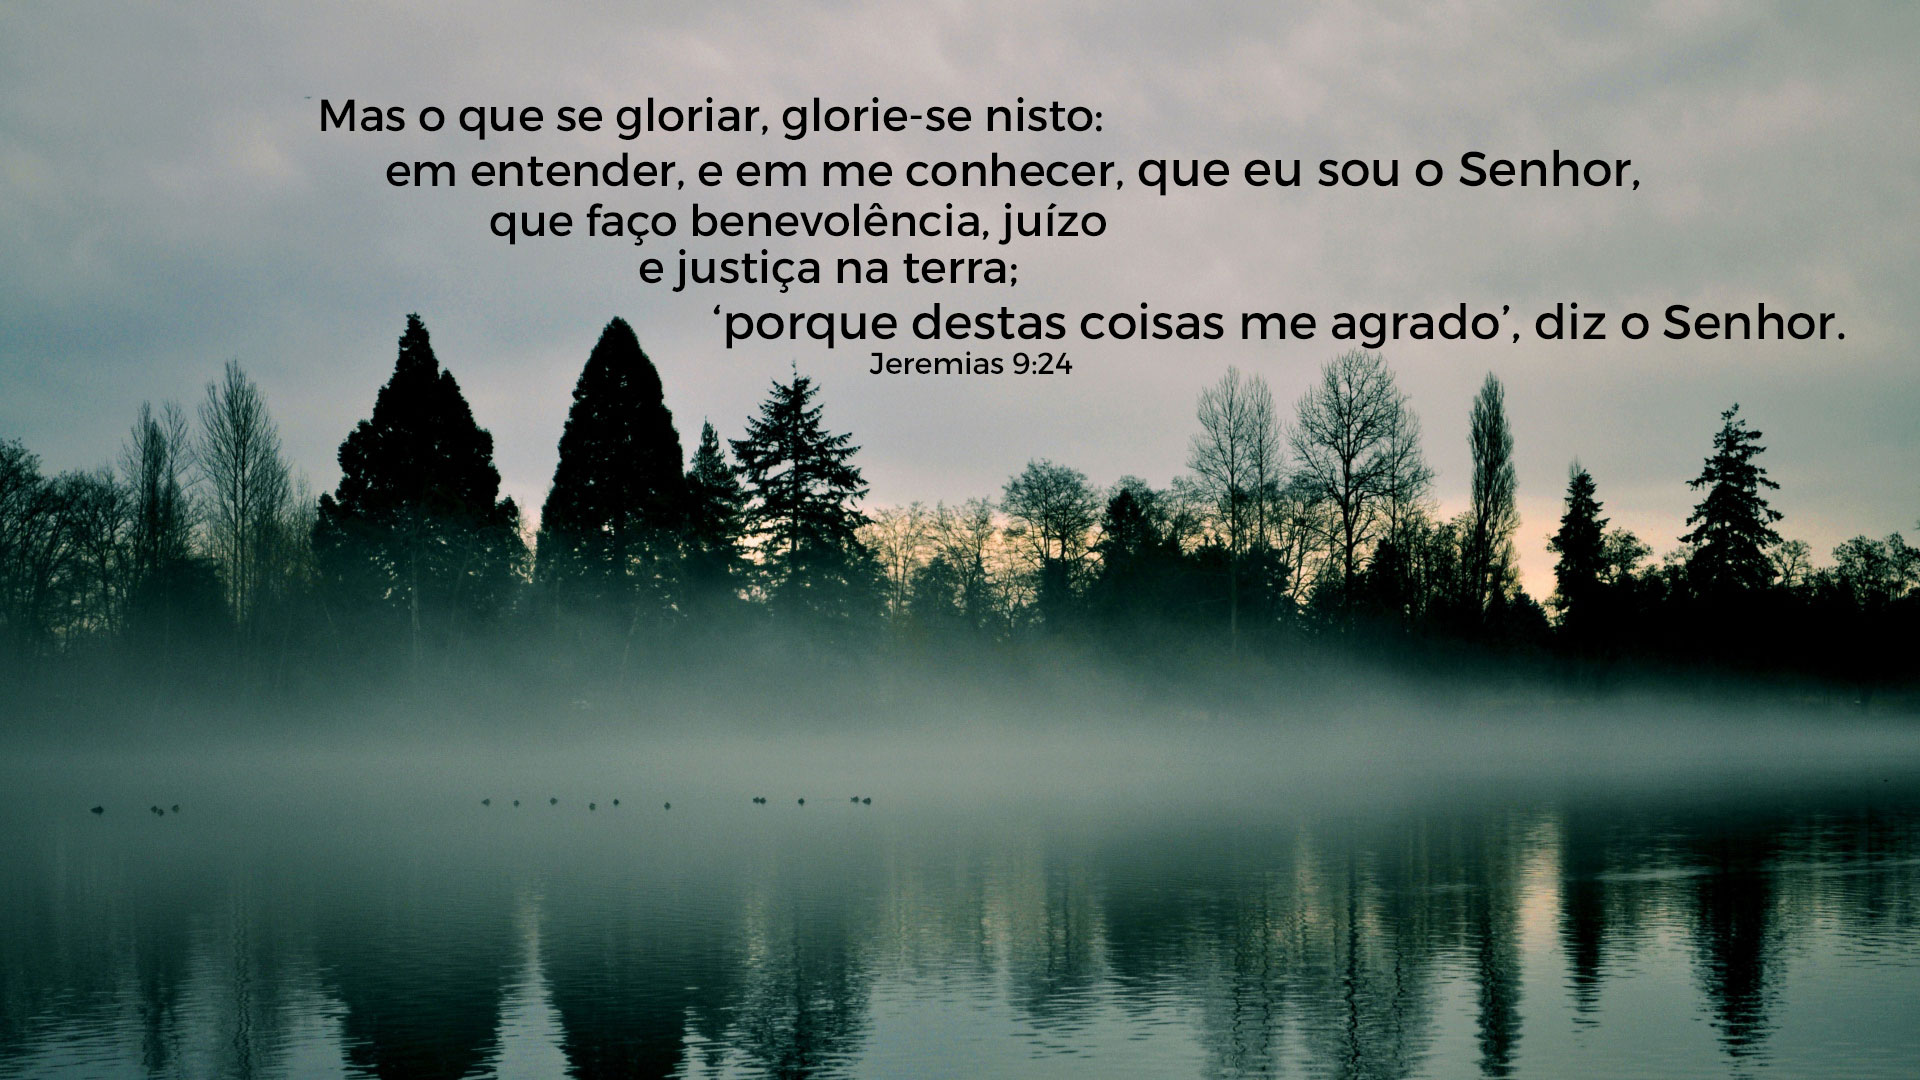 Mas o que se gloriar, glorie-se nisto:
em entender, e em me conhecer, que eu sou o Senhor,
que faço benevolência, juízo
e justiça na terra;
‘porque destas coisas me agrado’, diz o Senhor.
Jeremias 9:24